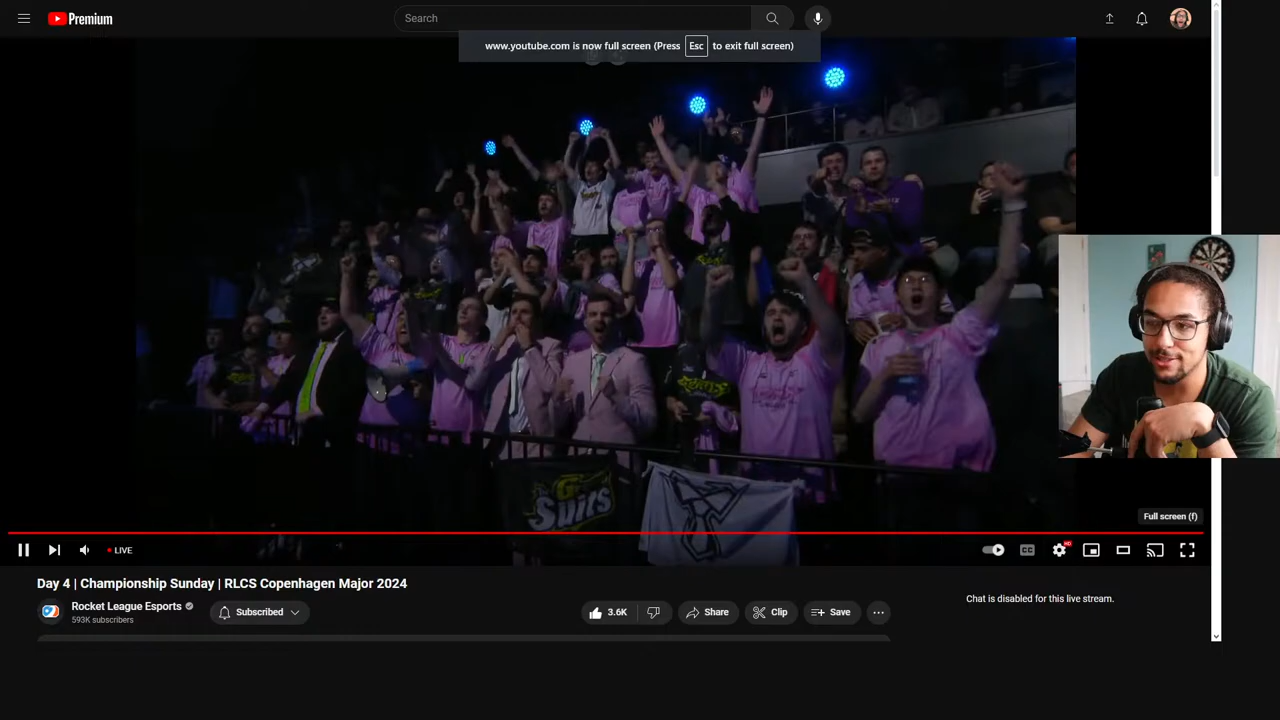 Premium
Search
www.youtube.com is now full screen (Press Esc to exit full screen)
Suits
Full screen (f)
LIVE
HD
Day 4 | Championship Sunday | RLCS Copenhagen Major 2024
Rocket League Esports
593K subscribers
Subscribed
3.6K
Share
Clip
Save
Chat is disabled for this live stream.